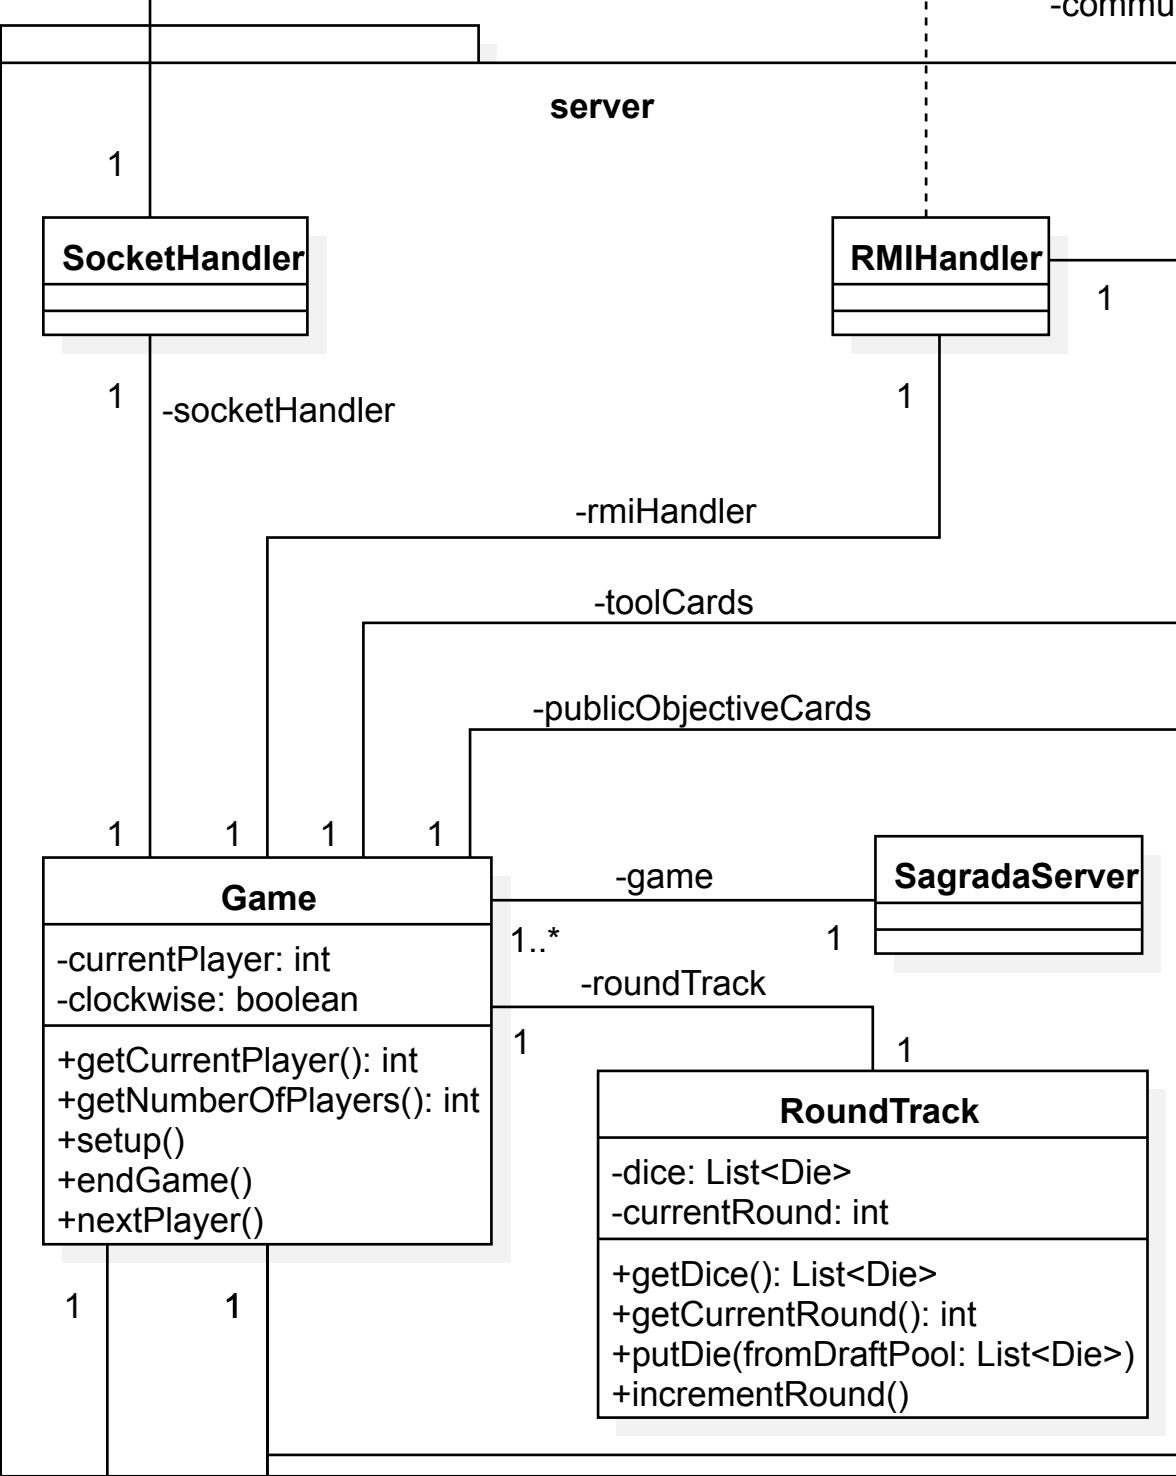 -commu
server
1
SocketHandler
RMIHandler
1
1
-socketHandler
1
-rmiHandler
-toolCards
-publicObjectiveCards
1
1
1
1
Game
-currentPlayer: int
-clockwise: boolean
+getCurrentPlayer(): int
+getNumberOfPlayers(): int
+setup()
+endGame()
+nextPlayer()
-game
1..*
1
SagradaServer
-roundTrack
1
1
RoundTrack
-dice: List<Die>
-currentRound: int
+getDice(): List<Die>
+getCurrentRound(): int
+putDie(fromDraftPool: List<Die>)
+incrementRound()
1
1